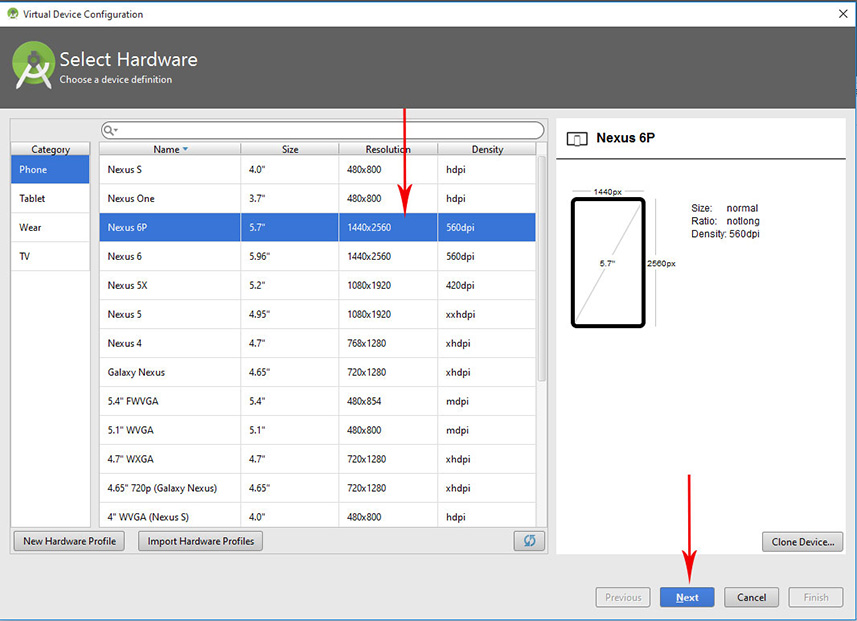 Virtual Device Configuration
Select Hardware
Choose a device definition
Category
Phone
Tablet
Wear
TV
Name Size Resolution Density
Nexus S 4.0" 480x800 hdpi
Nexus One 3.7" 480x800 hdpi
Nexus 6P 5.7" 1440x2560 560dpi
Nexus 6 5.96" 1440x2560 560dpi
Nexus 5X 5.2" 1080x1920 420dpi
Nexus 5 4.95" 1080x1920 xxhdpi
Nexus 4 4.7" 768x1280 xhdpi
Galaxy Nexus 4.65" 720x1280 xhdpi
5.4" FWVGA 5.4" 480x854 mdpi
5.1" WVGA 5.1" 480x800 mdpi
4.7" WXGA 4.7" 720x1280 xhdpi
4.65" 720p (Galaxy Nexus) 4.65" 720x1280 xhdpi
4" WVGA (Nexus S) 4.0" 480x800 hdpi
New Hardware Profile
Import Hardware Profiles
Nexus 6P
1440px
5.7"
2560px
Size: normal
Ratio: notlong
Density: 560dpi
Clone Device...
Previous
Next
Cancel
Finish